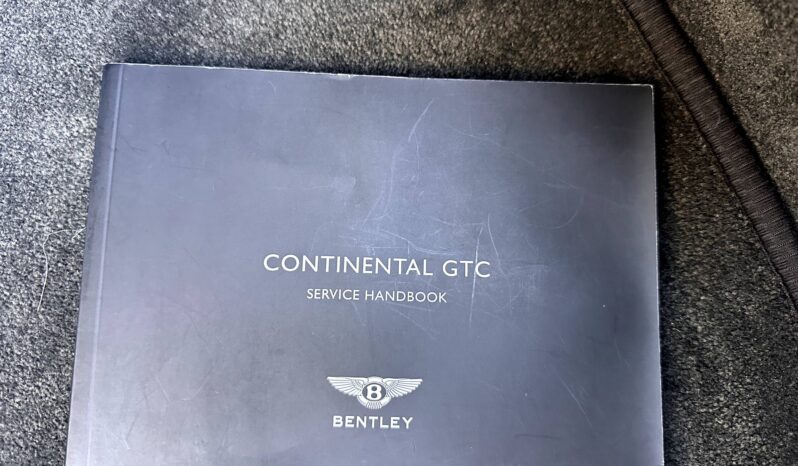 CONTINENTAL GTC
SERVICE HANDBOOK
B
BENTLEY